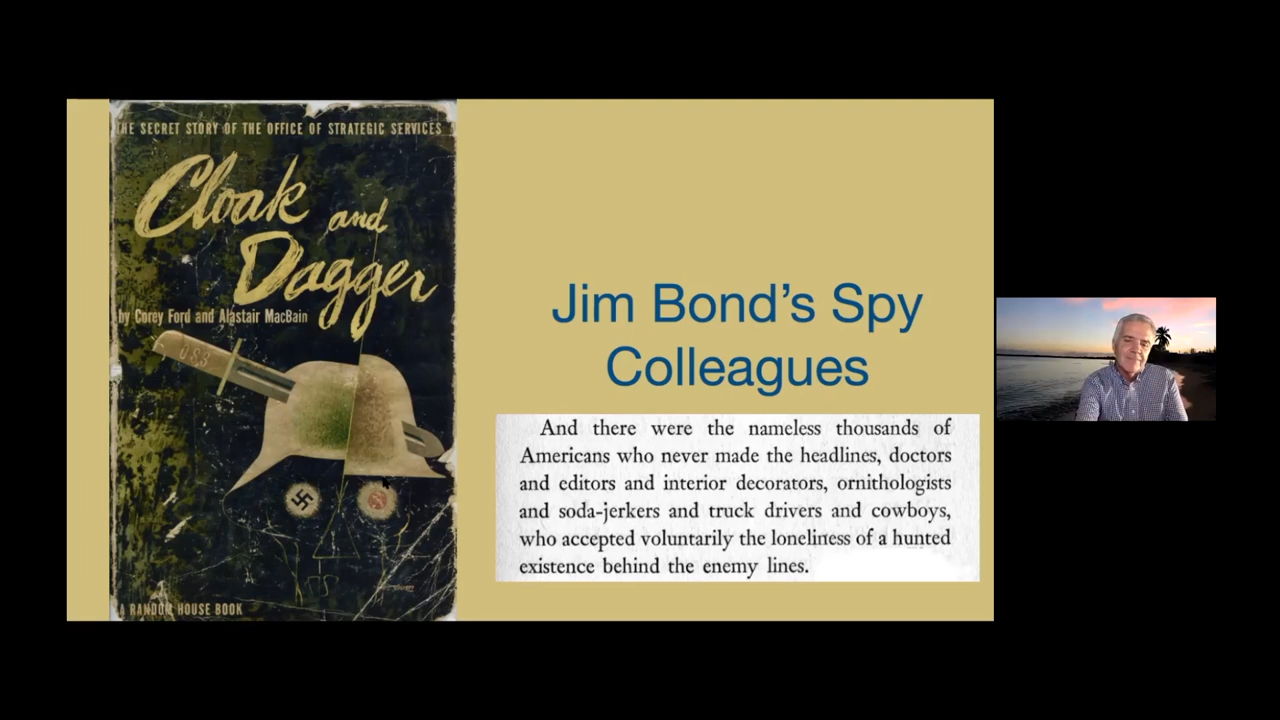 THE SECRET STORY OF THE OFFICE OF STRATEGIC SERVICES
Cloak and
Dagger
by Corey Ford and Alastair MacBain
A RANDOM HOUSE BOOK
Jim Bond's Spy
Colleagues
And there were the nameless thousands of
Americans who never made the headlines, doctors
and editors and interior decorators, ornithologists
and soda-jerkers and truck drivers and cowboys,
who accepted voluntarily the loneliness of a hunted
existence behind the enemy lines.